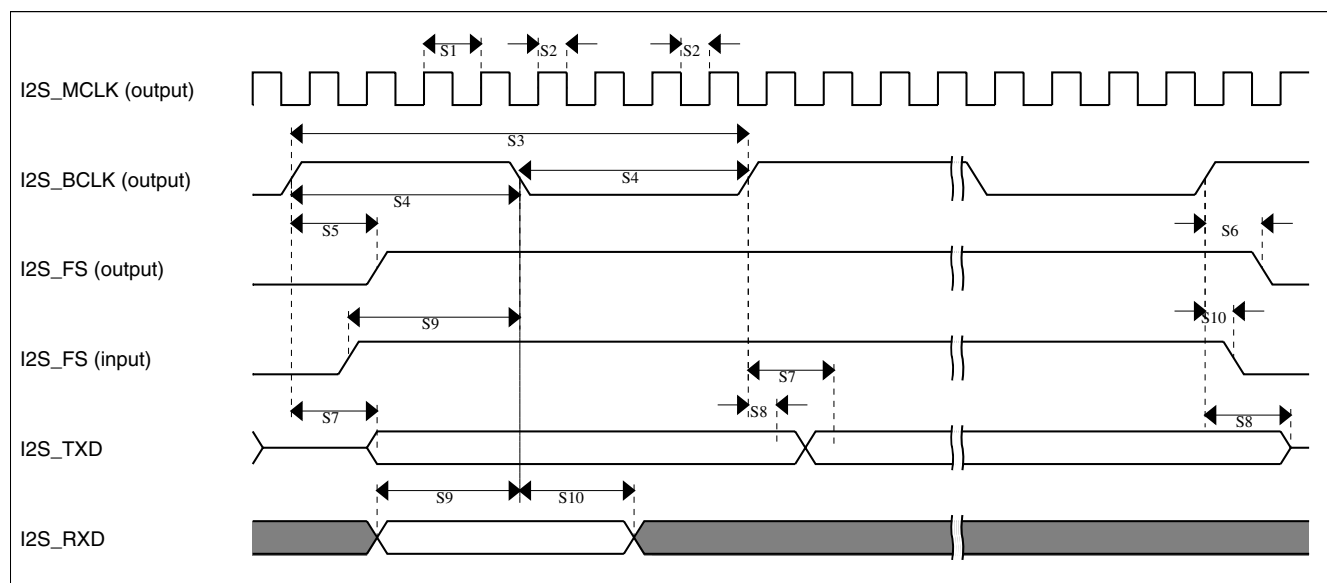 S1
S2
S2
I2S_MCLK (output)
S3
I2S_BCLK (output)
S4
S4
S5
S6
I2S_FS (output)
S9
S10
I2S_FS (input)
S7
S7
S8
S8
I2S_TXD
S9
S10
I2S_RXD